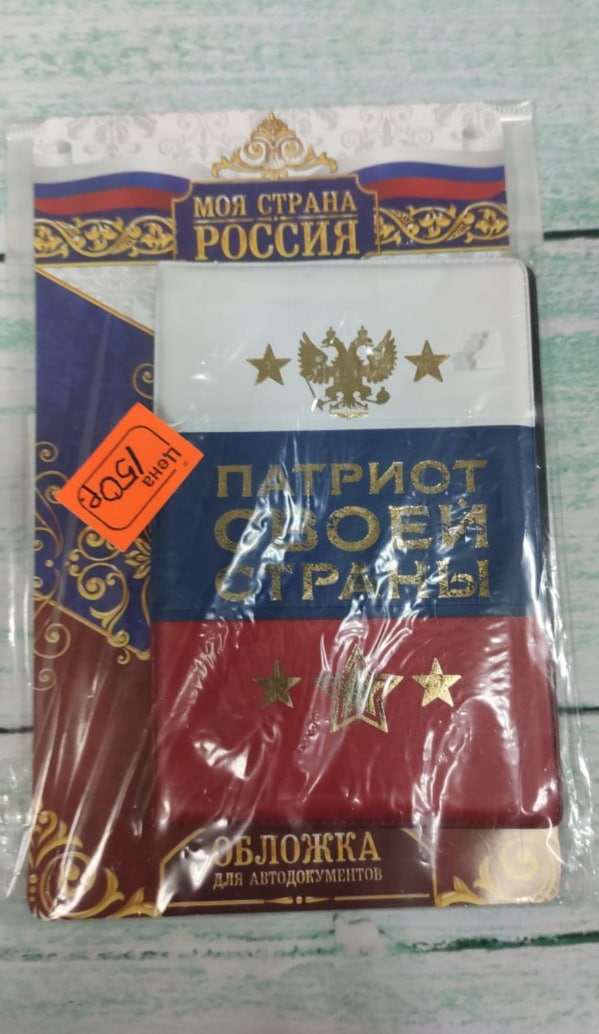 МОЯ СТРАНА
РОССИЯ
Цена
150р.
ПАТРИОТ
СВОЕЙ
СТРАНЫ
ОБЛОЖКА
ДЛЯ АВТОДОКУМЕНТОВ